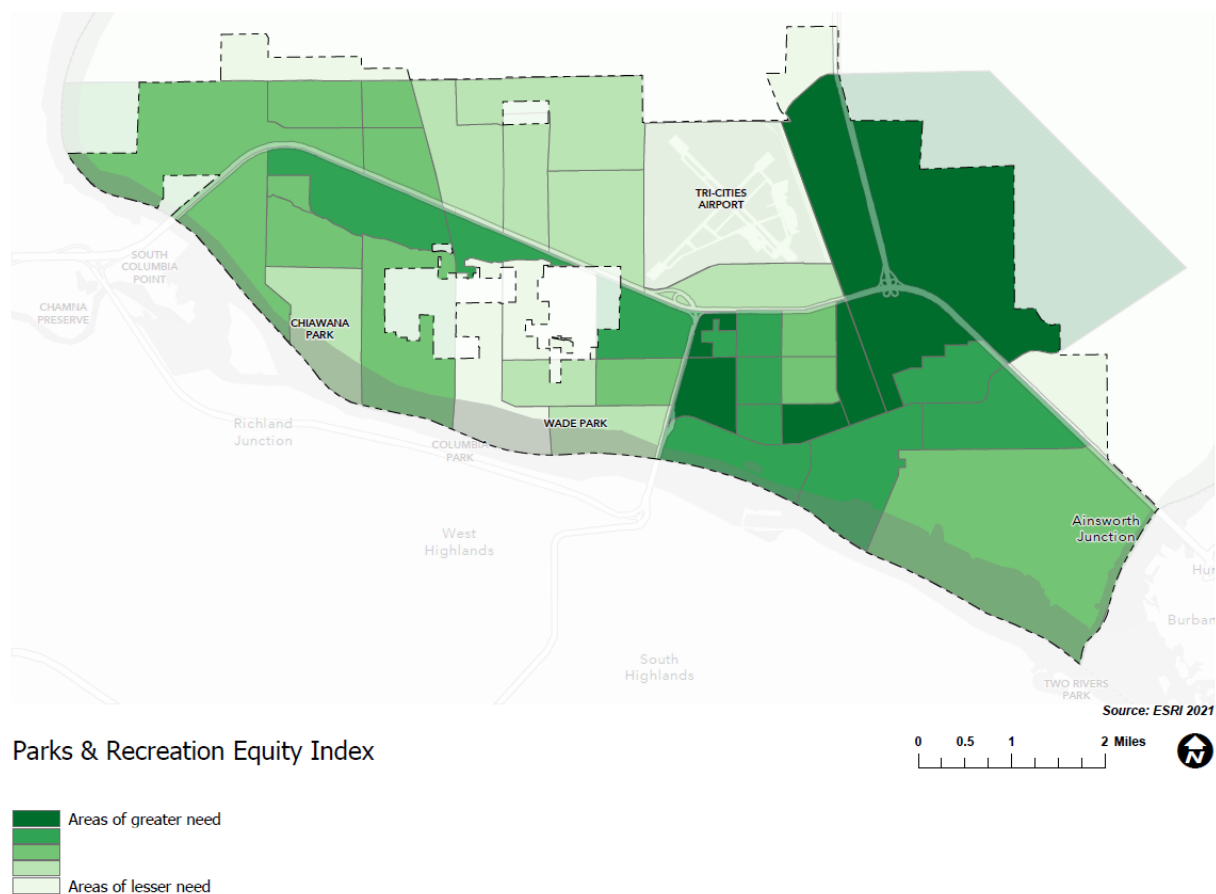 TRI-CITIES
AIRPORT
SOUTH
COLUMBIA
POINT
CHAMNA
PRESERVE
CHIAWANA
PARK
Richland
Junction
WADE PARK
COLUMBIA
PARK
West
Highlands
Ainsworth
Junction
South
Highlands
TWO RIVERS
PARK
Source: ESRI 2021
Parks & Recreation Equity Index
0 0.5 1 2 Miles
N
Areas of greater need
Areas of lesser need